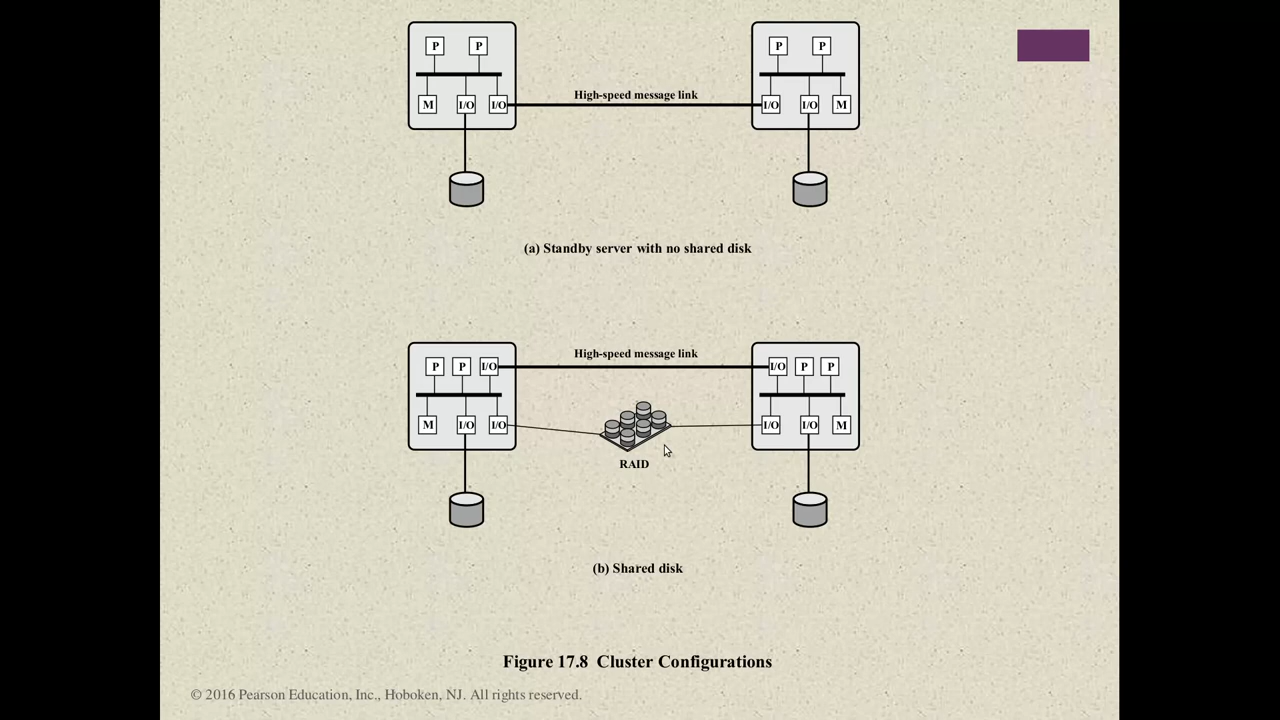 P P
P P
High-speed message link
M I/O I/O
I/O I/O M
(a) Standby server with no shared disk
High-speed message link
P P I/O
I/O P P
M I/O I/O
I/O I/O M
RAID
(b) Shared disk
Figure 17.8 Cluster Configurations
© 2016 Pearson Education, Inc., Hoboken, NJ. All rights reserved.